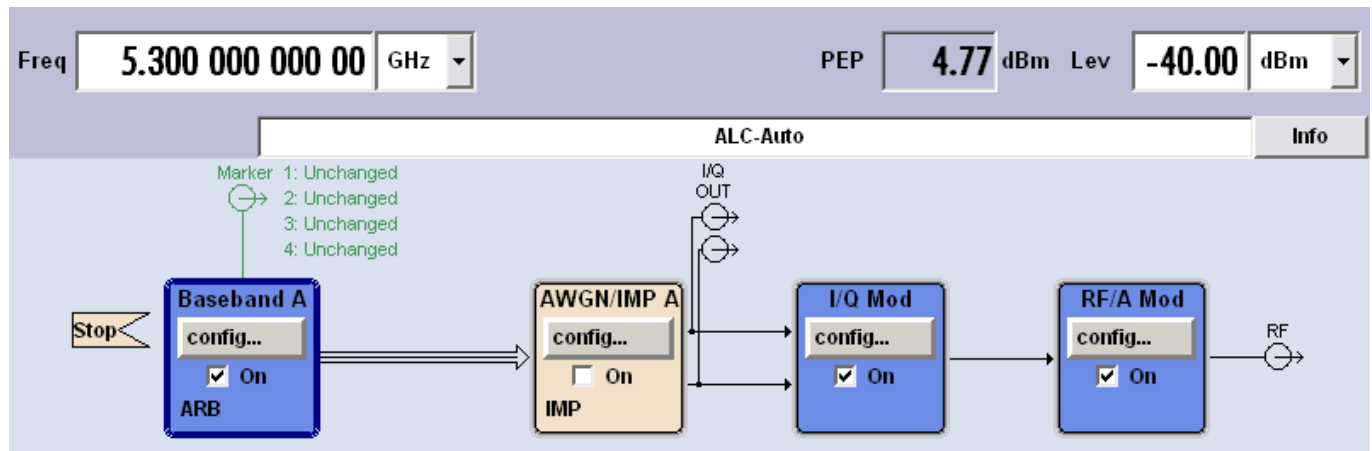 Freq 5.300 000 000 00 GHz PEP 4.77 dBm Lev -40.00 dBm
ALC-Auto Info
Marker 1: Unchanged
2: Unchanged
3: Unchanged
4: Unchanged
I/Q
OUT
Stop
Baseband A
config...
On
ARB
AWGN/IMP A
config...
On
IMP
I/Q Mod
config...
On
RF/A Mod
config...
On
RF